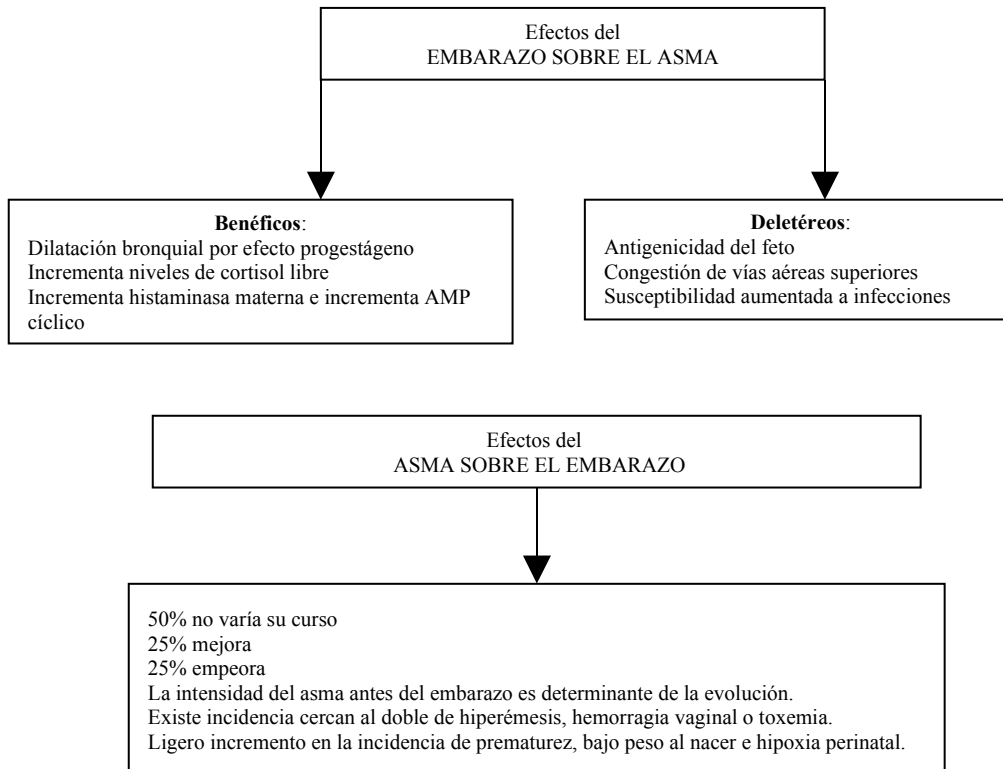 Efectos del
EMBARAZO SOBRE EL ASMA
Benéficos:
Dilatación bronquial por efecto progestágeno
Incrementa niveles de cortisol libre
Incrementa histaminasa materna e incrementa AMP
cíclico
Deletéreos:
Antigenicidad del feto
Congestión de vías aéreas superiores
Susceptibilidad aumentada a infecciones
Efectos del
ASMA SOBRE EL EMBARAZO
50% no varía su curso
25% mejora
25% empeora
La intensidad del asma antes del embarazo es determinante de la evolución.
Existe incidencia cercan al doble de hiperémesis, hemorragia vaginal o toxemia.
Ligero incremento en la incidencia de prematurez, bajo peso al nacer e hipoxia perinatal.